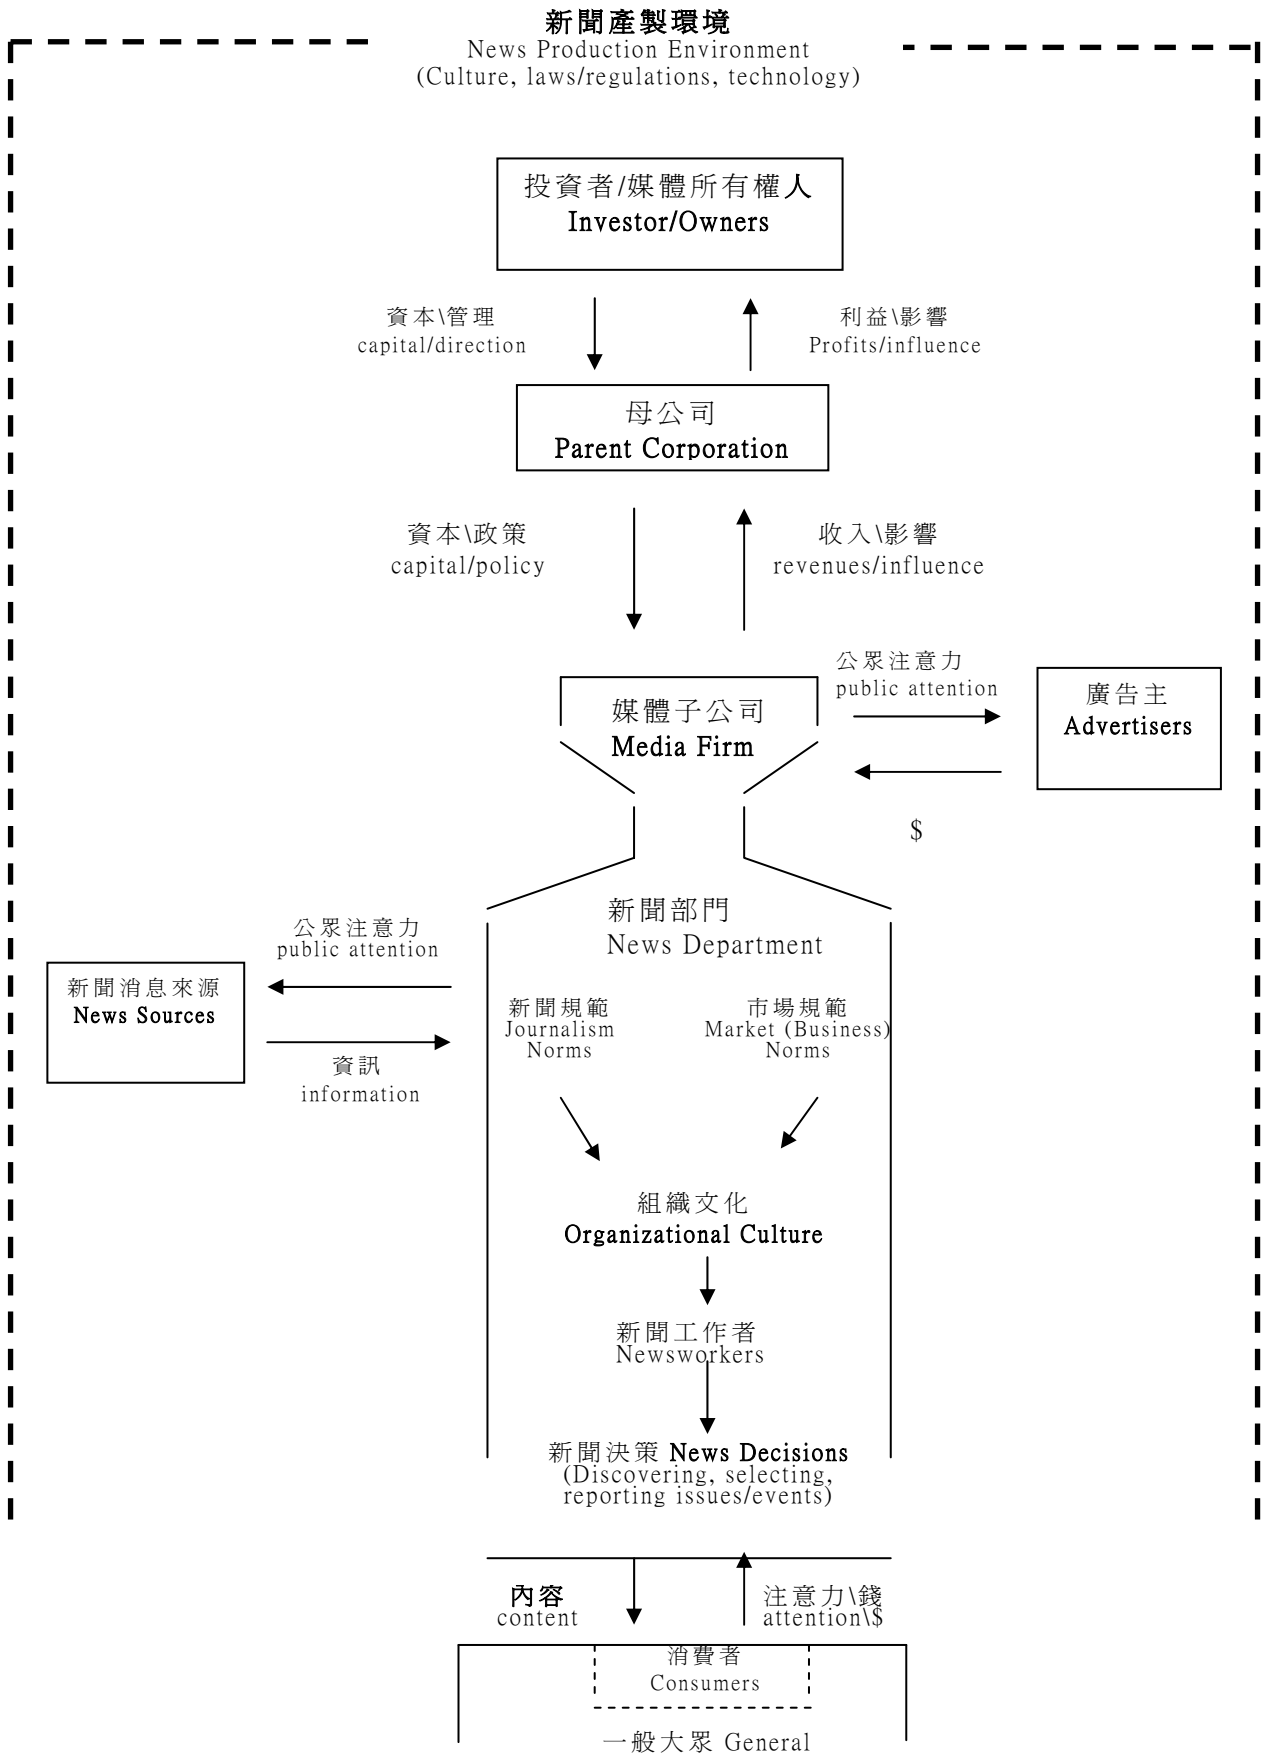 新聞產製環境
News Production Environment
(Culture, laws/regulations, technology)
投資者/媒體所有權人
Investor/Owners
資本\管理
capital/direction
利益\影響
Profits/influence
母公司
Parent Corporation
資本\政策
capital/policy
收入\影響
revenues/influence
媒體子公司
Media Firm
公眾注意力
public attention
廣告主
Advertisers
$
新聞部門
News Department
公眾注意力
public attention
新聞消息來源
News Sources
資訊
information
新聞規範
Journalism
Norms
市場規範
Market (Business)
Norms
組織文化
Organizational Culture
新聞工作者
Newsworkers
新聞決策 News Decisions
(Discovering, selecting,
reporting issues/events)
內容
content
注意力\錢
attention\$
消費者
Consumers
一般大眾 General